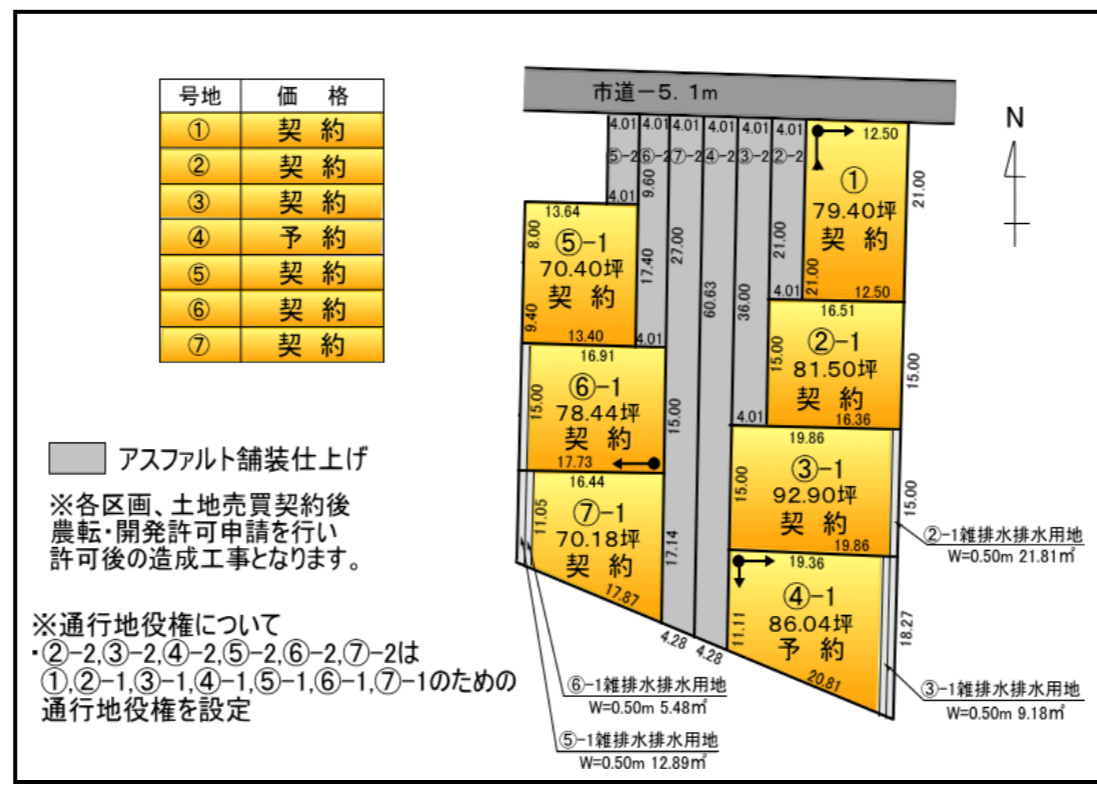 号地 価 格
① 契 約
② 契 約
③ 契 約
④ 予 約
⑤ 契 約
⑥ 契 約
⑦ 契 約
アスファルト舗装仕上げ
※各区画、土地売買契約後
農転・開発許可申請を行い
許可後の造成工事となります。
※通行地役権について
・②-2,③-2,④-2,⑤-2,⑥-2,⑦-2は
①,②-1,③-1,④-1,⑤-1,⑥-1,⑦-1のための
通行地役権を設定
市道-5. 1m
N
4.01 4.01 4.01 4.01 4.01 4.01 12.50
⑤-2 ⑥-2 ⑦-2 ④-2 ③-2 ②-2
4.01
9.60
17.40
27.00
60.63
36.00
21.00
4.01
①
79.40坪
契 約
21.00
21.00
12.50
13.64
8.00
⑤-1
70.40坪
契 約
9.40
13.40
4.01
16.51
②-1
81.50坪
契 約
15.00
15.00
16.36
4.01
16.91
⑥-1
78.44坪
契 約
15.00
15.00
17.73
19.86
③-1
92.90坪
契 約
15.00
15.00
19.86
16.44
⑦-1
70.18坪
契 約
11.05
17.14
17.87
19.36
④-1
86.04坪
予 約
11.11
18.27
20.81
4.28
4.28
②-1雑排水排水用地
W=0.50m 21.81㎡
③-1雑排水排水用地
W=0.50m 9.18㎡
⑥-1雑排水排水用地
W=0.50m 5.48㎡
⑤-1雑排水排水用地
W=0.50m 12.89㎡